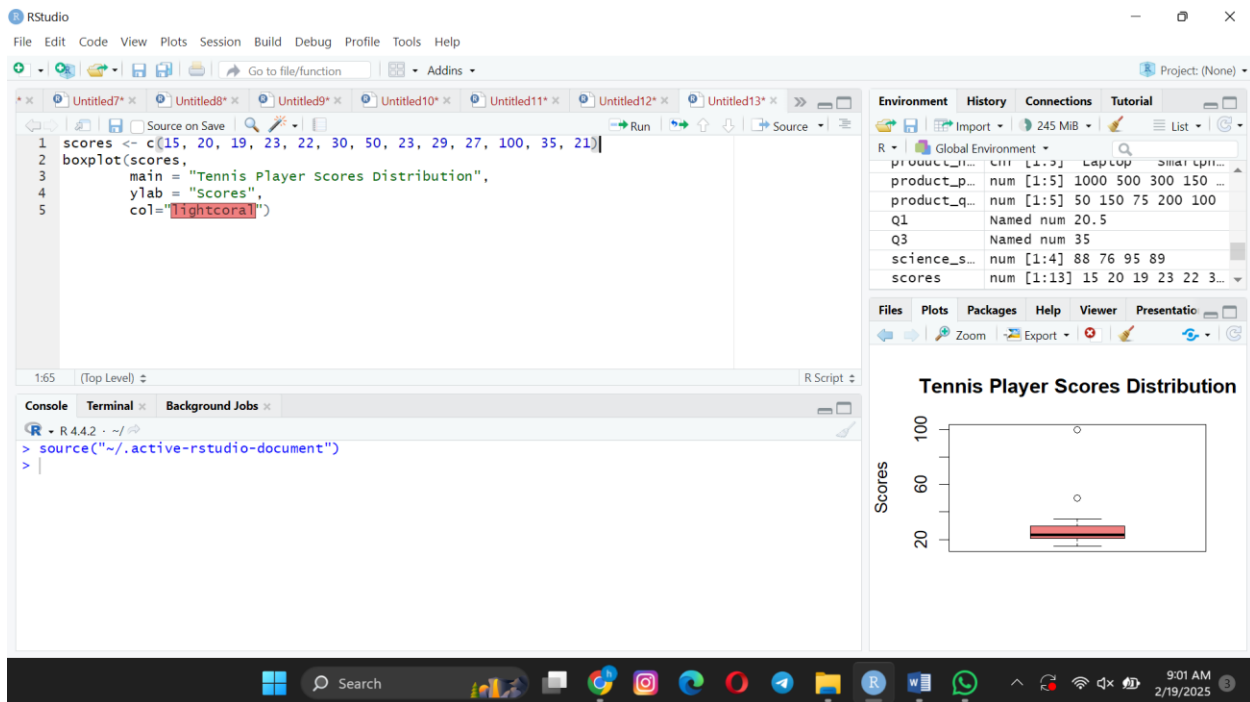 RStudio
File Edit Code View Plots Session Build Debug Profile Tools Help
Go to file/function Addins Project: (None)
Untitled7* Untitled8* Untitled9* Untitled10* Untitled11* Untitled12* Untitled13*
Source on Save Run Source
1 scores <- c(15, 20, 19, 23, 22, 30, 50, 23, 29, 27, 100, 35, 21)
2 boxplot(scores,
3 main = "Tennis Player Scores Distribution",
4 ylab = "Scores",
5 col="lightcoral")
1:65 (Top Level) R Script
Console Terminal Background Jobs
R 4.4.2 · ~/
> source("~/.active-rstudio-document")
>
Environment History Connections Tutorial
Import 245 MiB List
R Global Environment
product_n… chr [1:5] "Laptop" "Smartph…
product_p… num [1:5] 1000 500 300 150 …
product_q… num [1:5] 50 150 75 200 100
Q1 Named num 20.5
Q3 Named num 35
science_s… num [1:4] 88 76 95 89
scores num [1:13] 15 20 19 23 22 3…
Files Plots Packages Help Viewer Presentatio
Zoom Export
Tennis Player Scores Distribution
Scores
100
60
20
Search
9:01 AM
2/19/2025
3